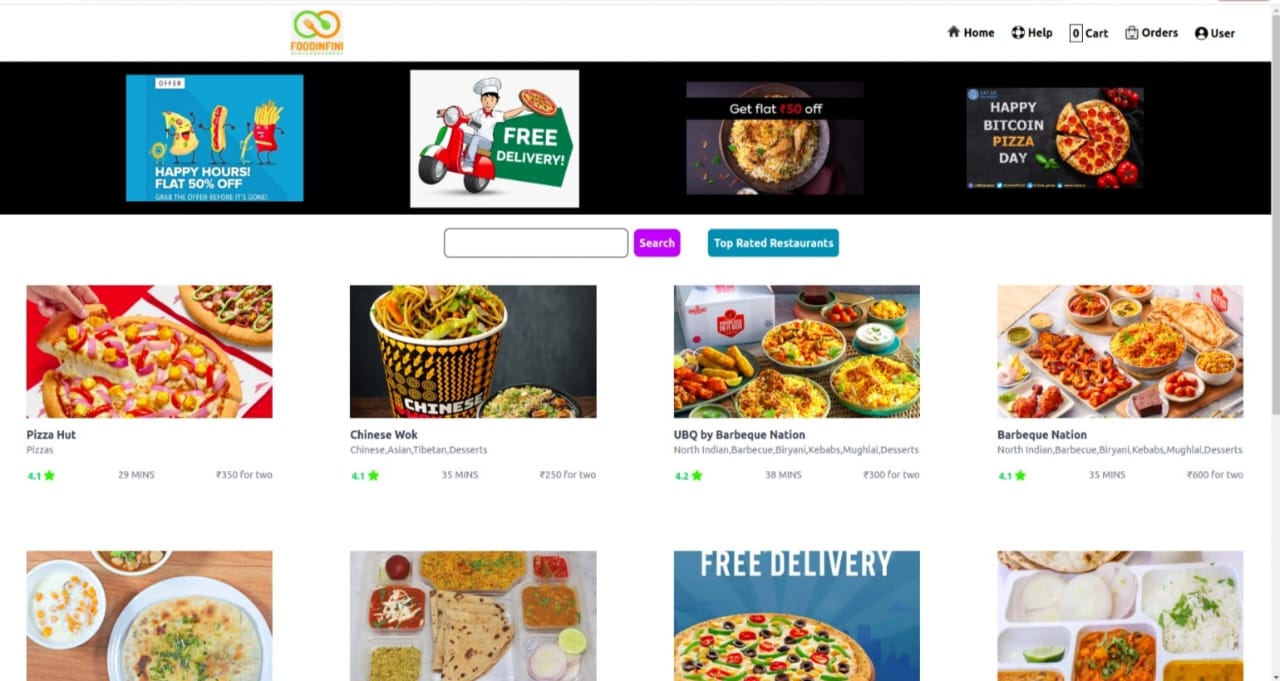 FOODINFINI
Home
Help
0 Cart
Orders
User
OFFER
HAPPY HOURS!
FLAT 50% OFF
GRAB THE OFFER BEFORE IT'S GONE!
FREE
DELIVERY!
Get flat ₹50 off
HAPPY
BITCOIN
PIZZA
DAY
Search
Top Rated Restaurants
CHINESE
Pizza Hut
Pizzas
4.1
29 MINS
₹350 for two
Chinese Wok
Chinese,Asian,Tibetan,Desserts
4.1
35 MINS
₹250 for two
UBQ by Barbeque Nation
North Indian,Barbecue,Biryani,Kebabs,Mughlai,Desserts
4.2
38 MINS
₹300 for two
Barbeque Nation
North Indian,Barbecue,Biryani,Kebabs,Mughlai,Desserts
4.1
35 MINS
₹600 for two
FREE DELIVERY